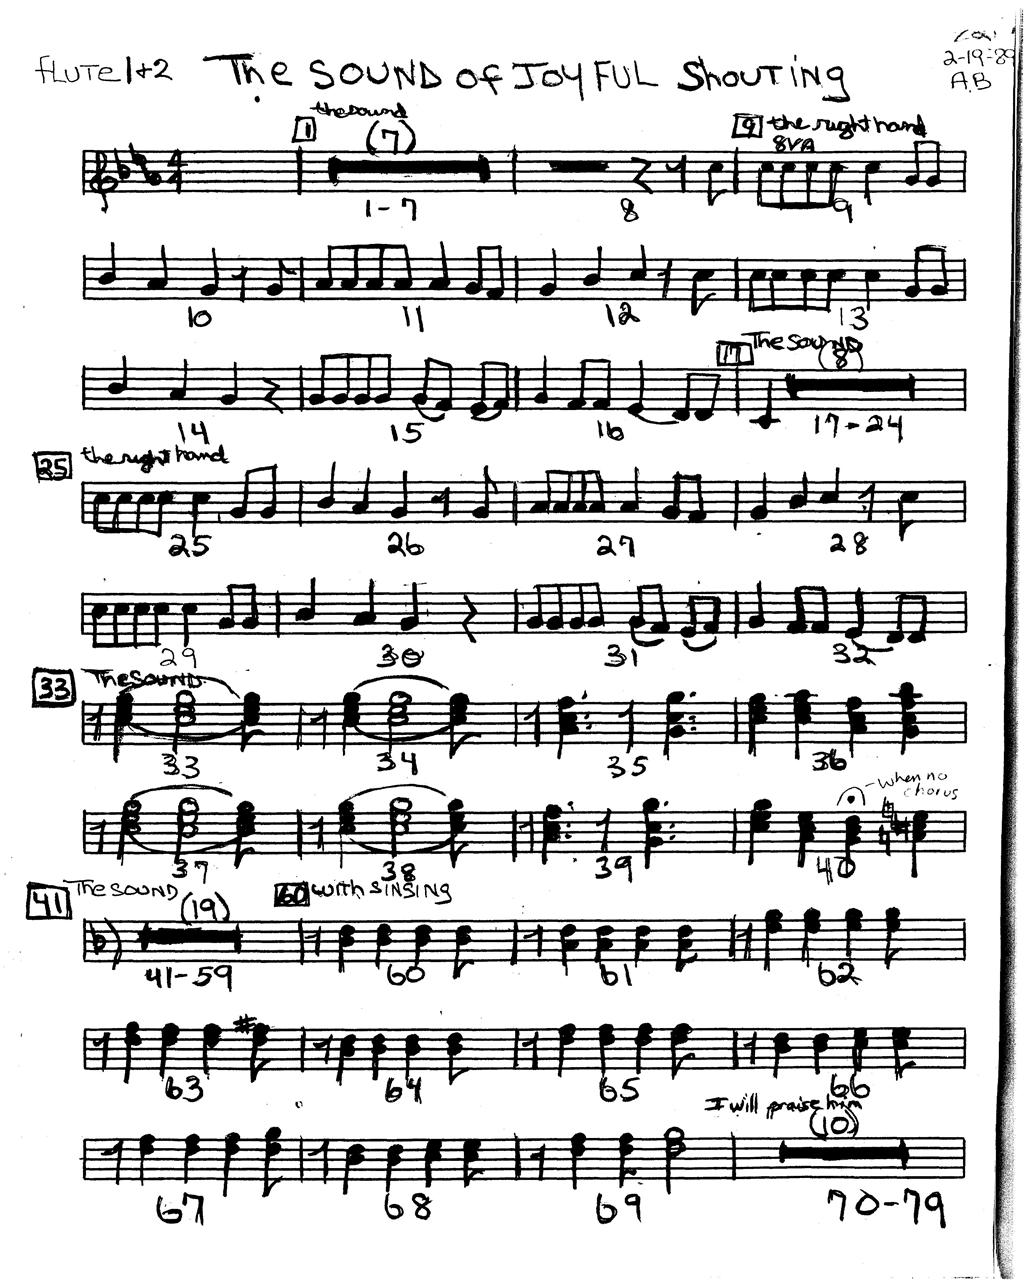 fLUTe 1+2 The SOUND of JOYFUL ShouTing
2-19-89
A.B
1 the sound (7) 9 the right hand
8VA
4
4
1-7 8 9
10 11 12 13
17 The SOUND (8)
14 15 16 17-24
25 the right hand
25 26 27 28
29 30 31 32
33 The SOUND
33 34 35 36
- when no
chorus
37 38 39 40
41 The SOUND (19) 60 with SINSING
41-59 60 61 62
63 64 65 66
I will praise him
(10)
67 68 69 70-79